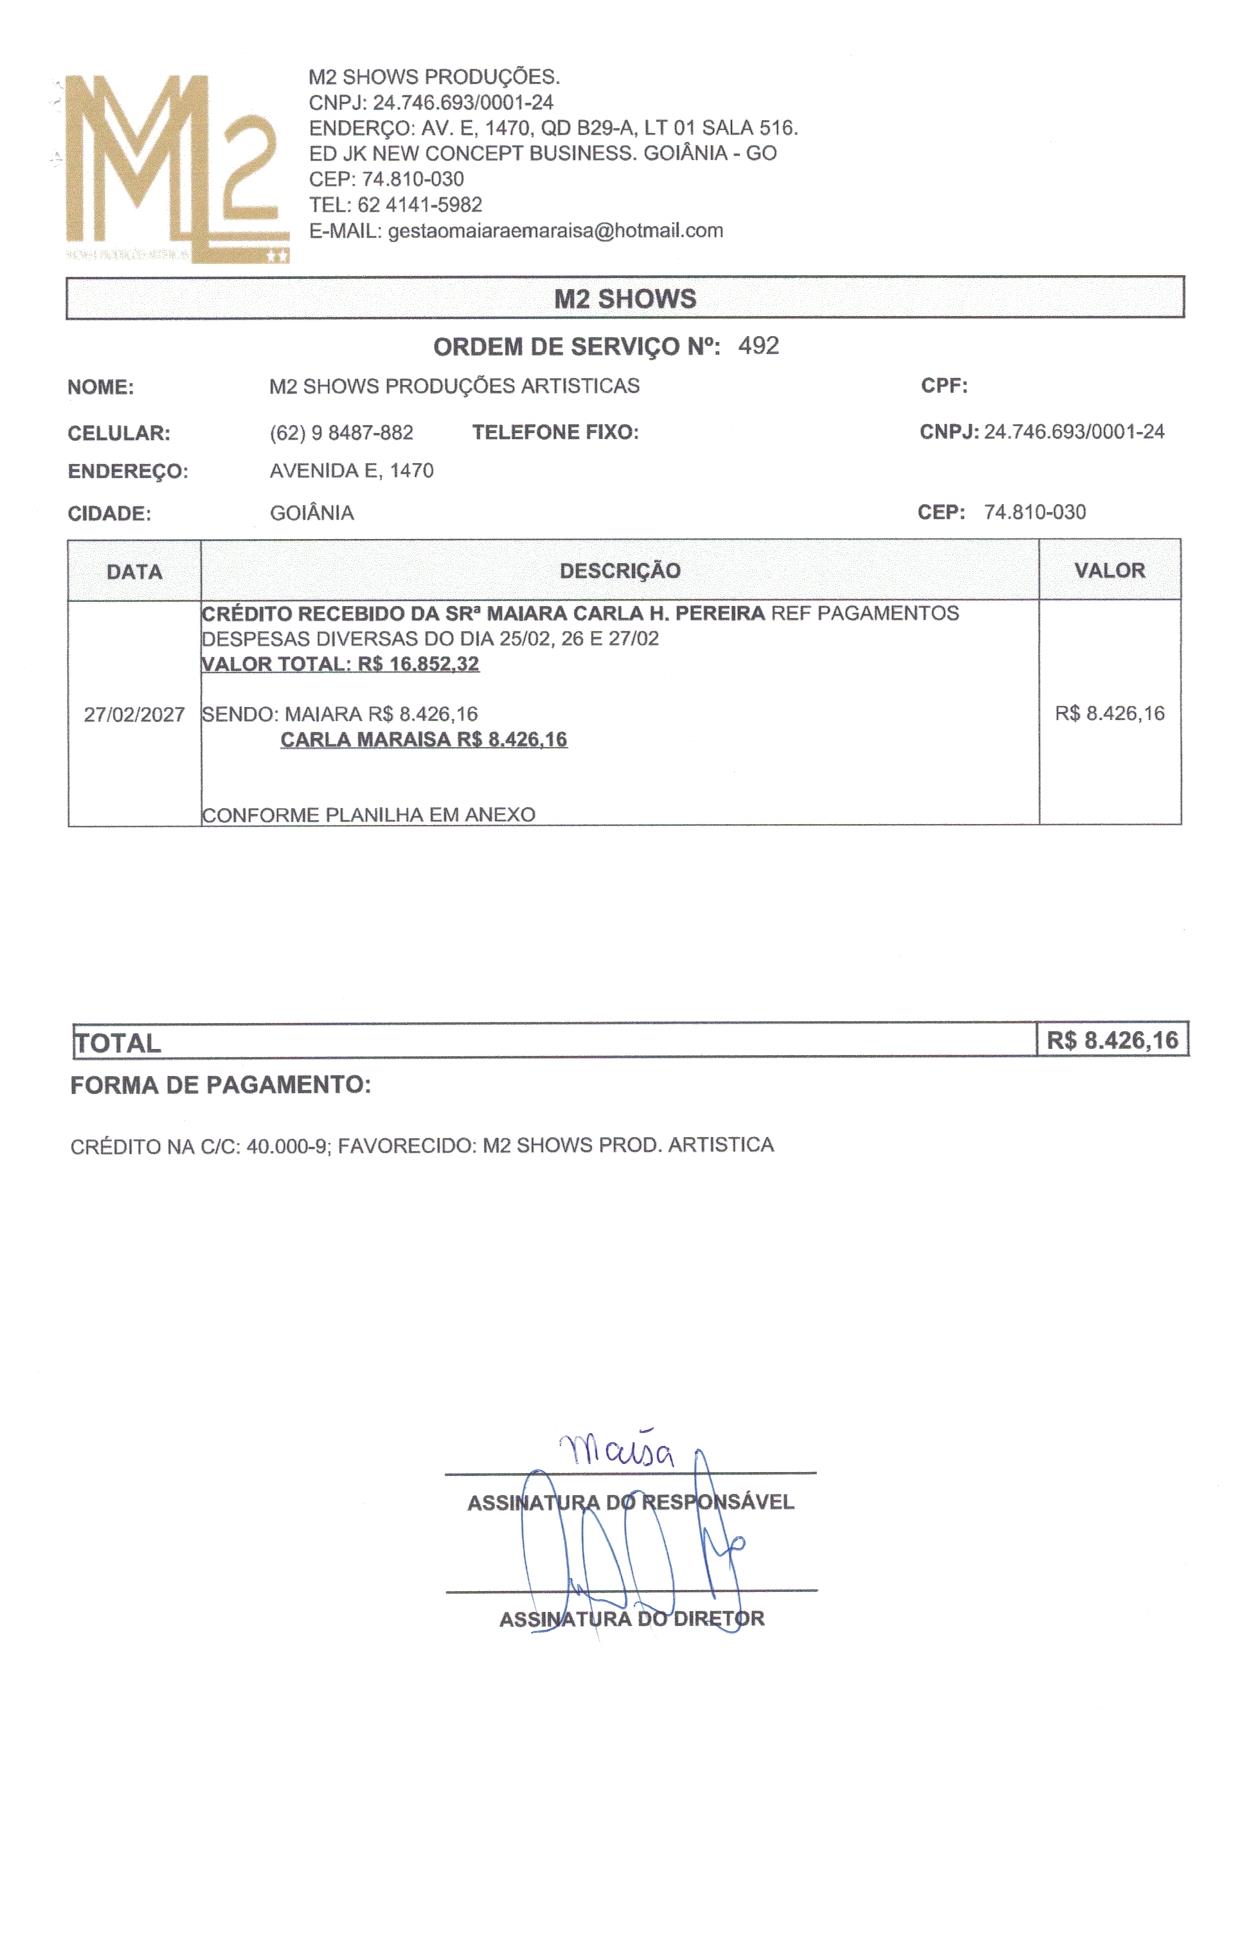 M2 SHOWS PRODUÇÕES.
CNPJ: 24.746.693/0001-24
ENDERÇO: AV. E, 1470, QD B29-A, LT 01 SALA 516.
ED JK NEW CONCEPT BUSINESS. GOIÂNIA - GO
CEP: 74.810-030
TEL: 62 4141-5982
E-MAIL: gestaomaiaraemaraisa@hotmail.com
M2
SHOWS PRODUÇÕES ARTISTICAS
M2 SHOWS
ORDEM DE SERVIÇO Nº: 492
NOME: M2 SHOWS PRODUÇÕES ARTISTICAS CPF:
CELULAR: (62) 9 8487-882 TELEFONE FIXO: CNPJ: 24.746.693/0001-24
ENDEREÇO: AVENIDA E, 1470
CIDADE: GOIÂNIA CEP: 74.810-030
DATA DESCRIÇÃO VALOR
CRÉDITO RECEBIDO DA SRª MAIARA CARLA H. PEREIRA REF PAGAMENTOS
DESPESAS DIVERSAS DO DIA 25/02, 26 E 27/02
VALOR TOTAL: R$ 16.852,32
27/02/2027 SENDO: MAIARA R$ 8.426,16 R$ 8.426,16
CARLA MARAISA R$ 8.426,16
CONFORME PLANILHA EM ANEXO
TOTAL R$ 8.426,16
FORMA DE PAGAMENTO:
CRÉDITO NA C/C: 40.000-9; FAVORECIDO: M2 SHOWS PROD. ARTISTICA
Maisa
ASSINATURA DO RESPONSÁVEL
ASSINATURA DO DIRETOR